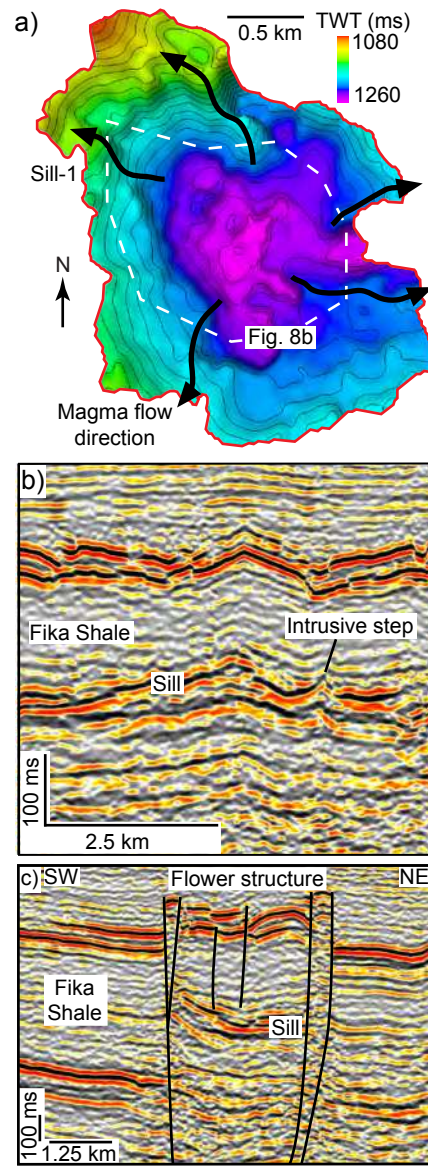 a)
0.5 km
TWT (ms)
1080
1260
Sill-1
N
Fig. 8b
Magma flow
direction
b)
Fika Shale
Intrusive step
Sill
100 ms
2.5 km
c)
SW
Flower structure
NE
Fika
Shale
Sill
100 ms
1.25 km